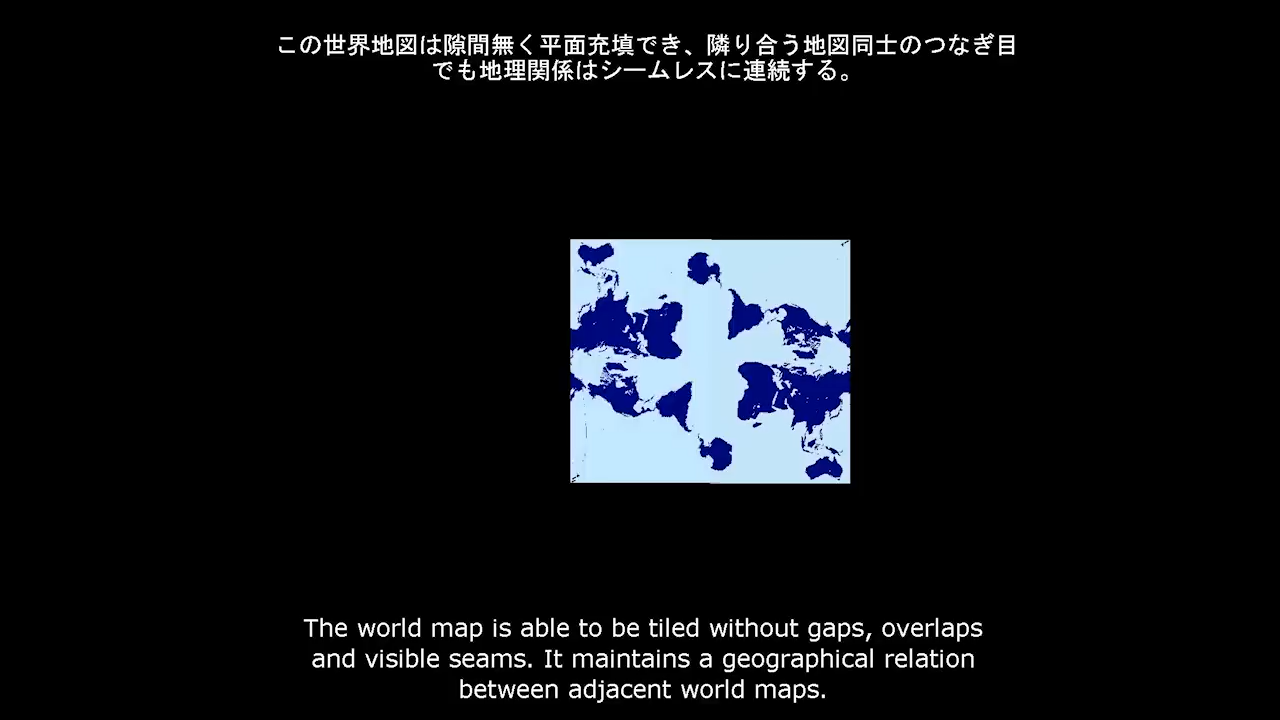 この世界地図は隙間無く平面充填でき、隣り合う地図同士のつなぎ目
でも地理関係はシームレスに連続する。
The world map is able to be tiled without gaps, overlaps
and visible seams. It maintains a geographical relation
between adjacent world maps.